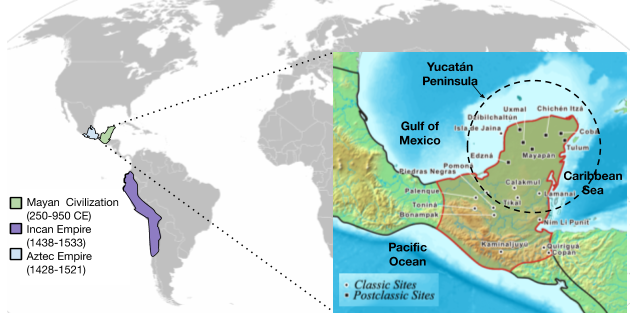 Yucatán
Peninsula
Uxmal
Chichén Itzá
Dzibilchaltún
Isla de Jaina
Coba
Gulf of
Mexico
Tulum
Mayapan
Edzná
Pomona
Piedras Negras
Caribbean
Sea
Calakmul
Palenque
Lamanai
Tikal
Toniná
Bonampak
Nim Li Punit
Mayan Civilization
(250-950 CE)
Incan Empire
(1438-1533)
Aztec Empire
(1428-1521)
Pacific
Ocean
Kaminaljuyú
Quiriguá
Copán
Classic Sites
Postclassic Sites